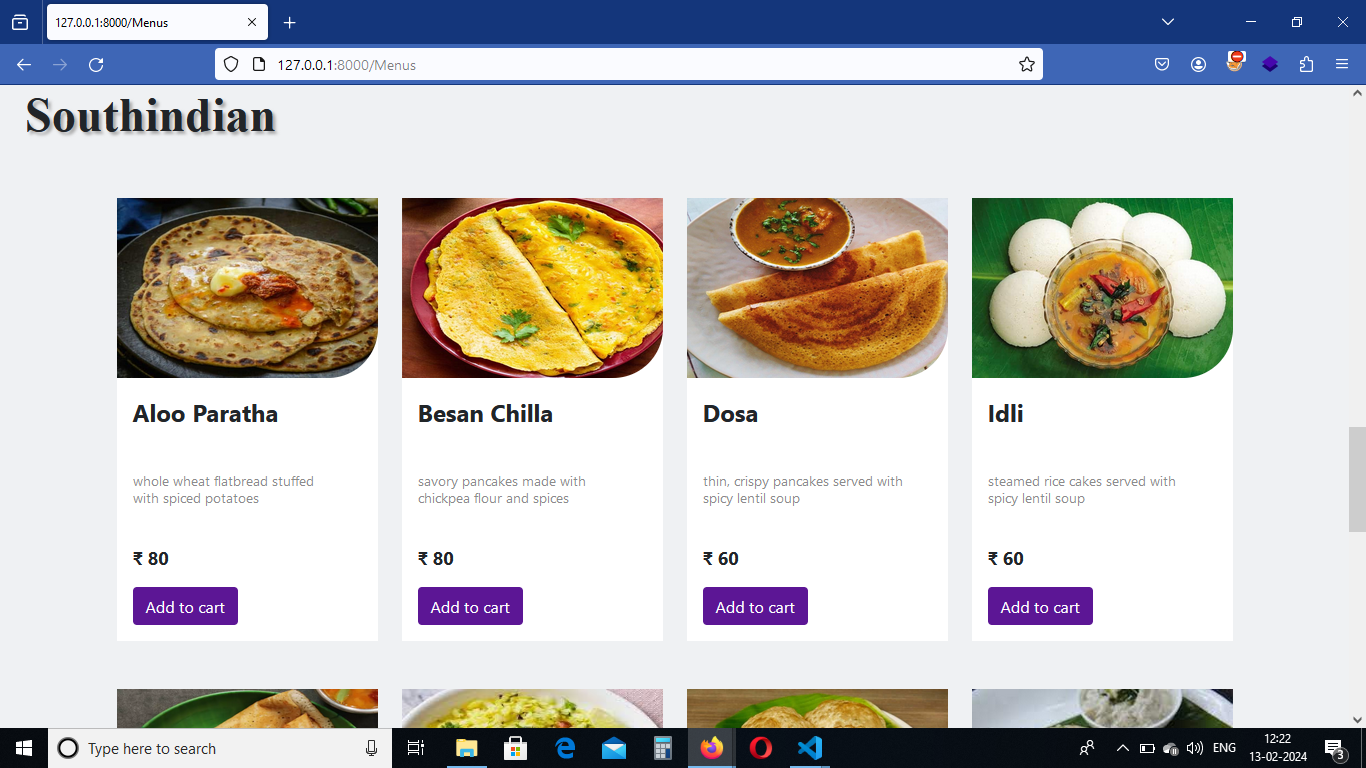 127.0.0.1:8000/Menus
127.0.0.1:8000/Menus
Southindian
Aloo Paratha
whole wheat flatbread stuffed
with spiced potatoes
₹ 80
Add to cart
Besan Chilla
savory pancakes made with
chickpea flour and spices
₹ 80
Add to cart
Dosa
thin, crispy pancakes served with
spicy lentil soup
₹ 60
Add to cart
Idli
steamed rice cakes served with
spicy lentil soup
₹ 60
Add to cart
Type here to search
ENG
12:22
13-02-2024
3